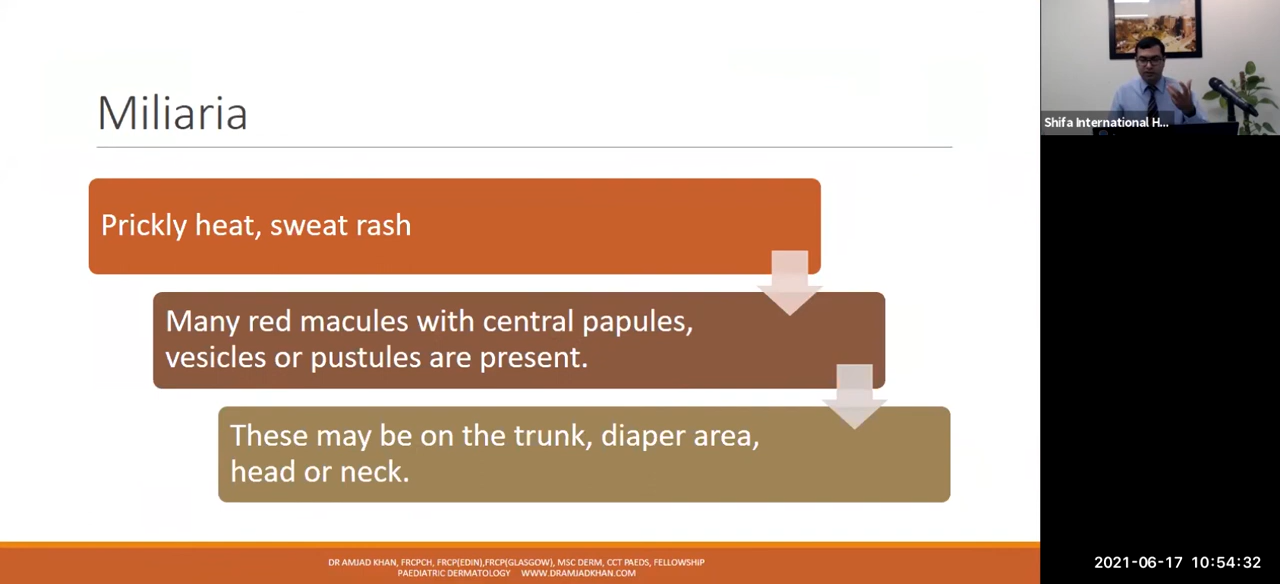 Miliaria
Prickly heat, sweat rash
Many red macules with central papules,
vesicles or pustules are present.
These may be on the trunk, diaper area,
head or neck.
DR AMJAD KHAN, FRCPCH, FRCP(EDIN),FRCP(GLASGOW), MSC DERM, CCT PAEDS, FELLOWSHIP
PAEDIATRIC DERMATOLOGY WWW.DRAMJADKHAN.COM
Shifa International H...
2021-06-17 10:54:32